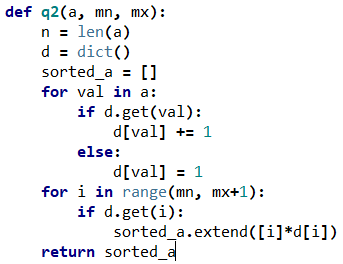 def q2(a, mn, mx):
    n = len(a)
    d = dict()
    sorted_a = []
    for val in a:
        if d.get(val):
            d[val] += 1
        else:
            d[val] = 1
    for i in range(mn, mx+1):
        if d.get(i):
            sorted_a.extend([i]*d[i])
    return sorted_a